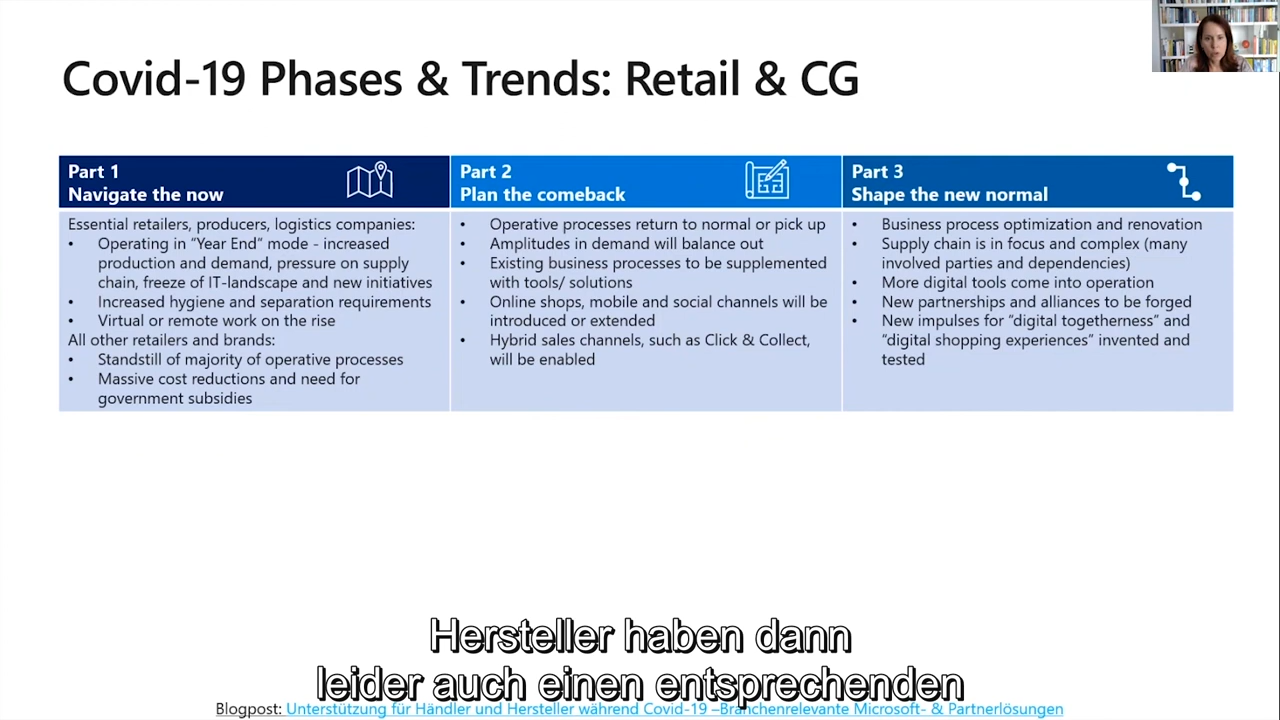 Covid-19 Phases & Trends: Retail & CG
Part 1
Navigate the now
Essential retailers, producers, logistics companies:
• Operating in “Year End” mode - increased
production and demand, pressure on supply
chain, freeze of IT-landscape and new initiatives
• Increased hygiene and separation requirements
• Virtual or remote work on the rise
All other retailers and brands:
• Standstill of majority of operative processes
• Massive cost reductions and need for
government subsidies
Part 2
Plan the comeback
• Operative processes return to normal or pick up
• Amplitudes in demand will balance out
• Existing business processes to be supplemented
with tools/ solutions
• Online shops, mobile and social channels will be
introduced or extended
• Hybrid sales channels, such as Click & Collect,
will be enabled
Part 3
Shape the new normal
• Business process optimization and renovation
• Supply chain is in focus and complex (many
involved parties and dependencies)
• More digital tools come into operation
• New partnerships and alliances to be forged
• New impulses for “digital togetherness” and
“digital shopping experiences” invented and
tested
Hersteller haben dann
leider auch einen entsprechenden
Blogpost: Unterstützung für Händler und Hersteller während Covid-19 –Branchenrelevante Microsoft- & Partnerlösungen